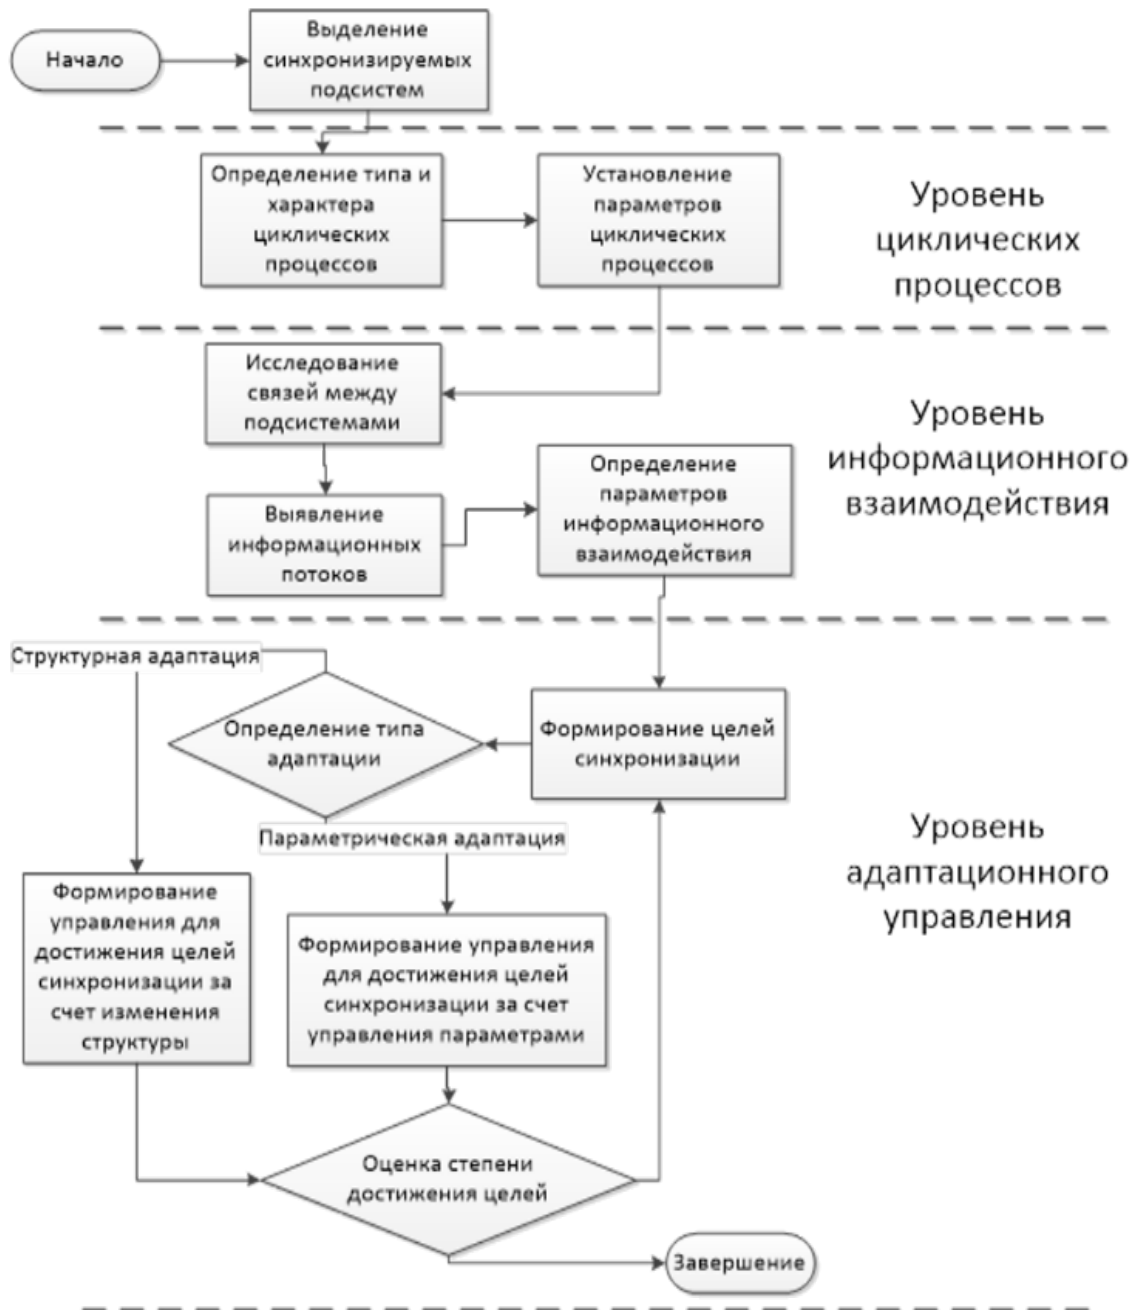 Начало
Выделение
синхронизируемых
подсистем
Определение типа и
характера
циклических
процессов
Установление
параметров
циклических
процессов
Уровень
циклических
процессов
Исследование
связей между
подсистемами
Выявление
информационных
потоков
Определение
параметров
информационного
взаимодействия
Уровень
информационного
взаимодействия
Структурная адаптация
Определение типа
адаптации
Формирование целей
синхронизации
Параметрическая адаптация
Формирование
управления для
достижения целей
синхронизации за
счет изменения
структуры
Формирование управления
для достижения целей
синхронизации за счет
управления параметрами
Уровень
адаптационного
управления
Оценка степени
достижения целей
Завершение